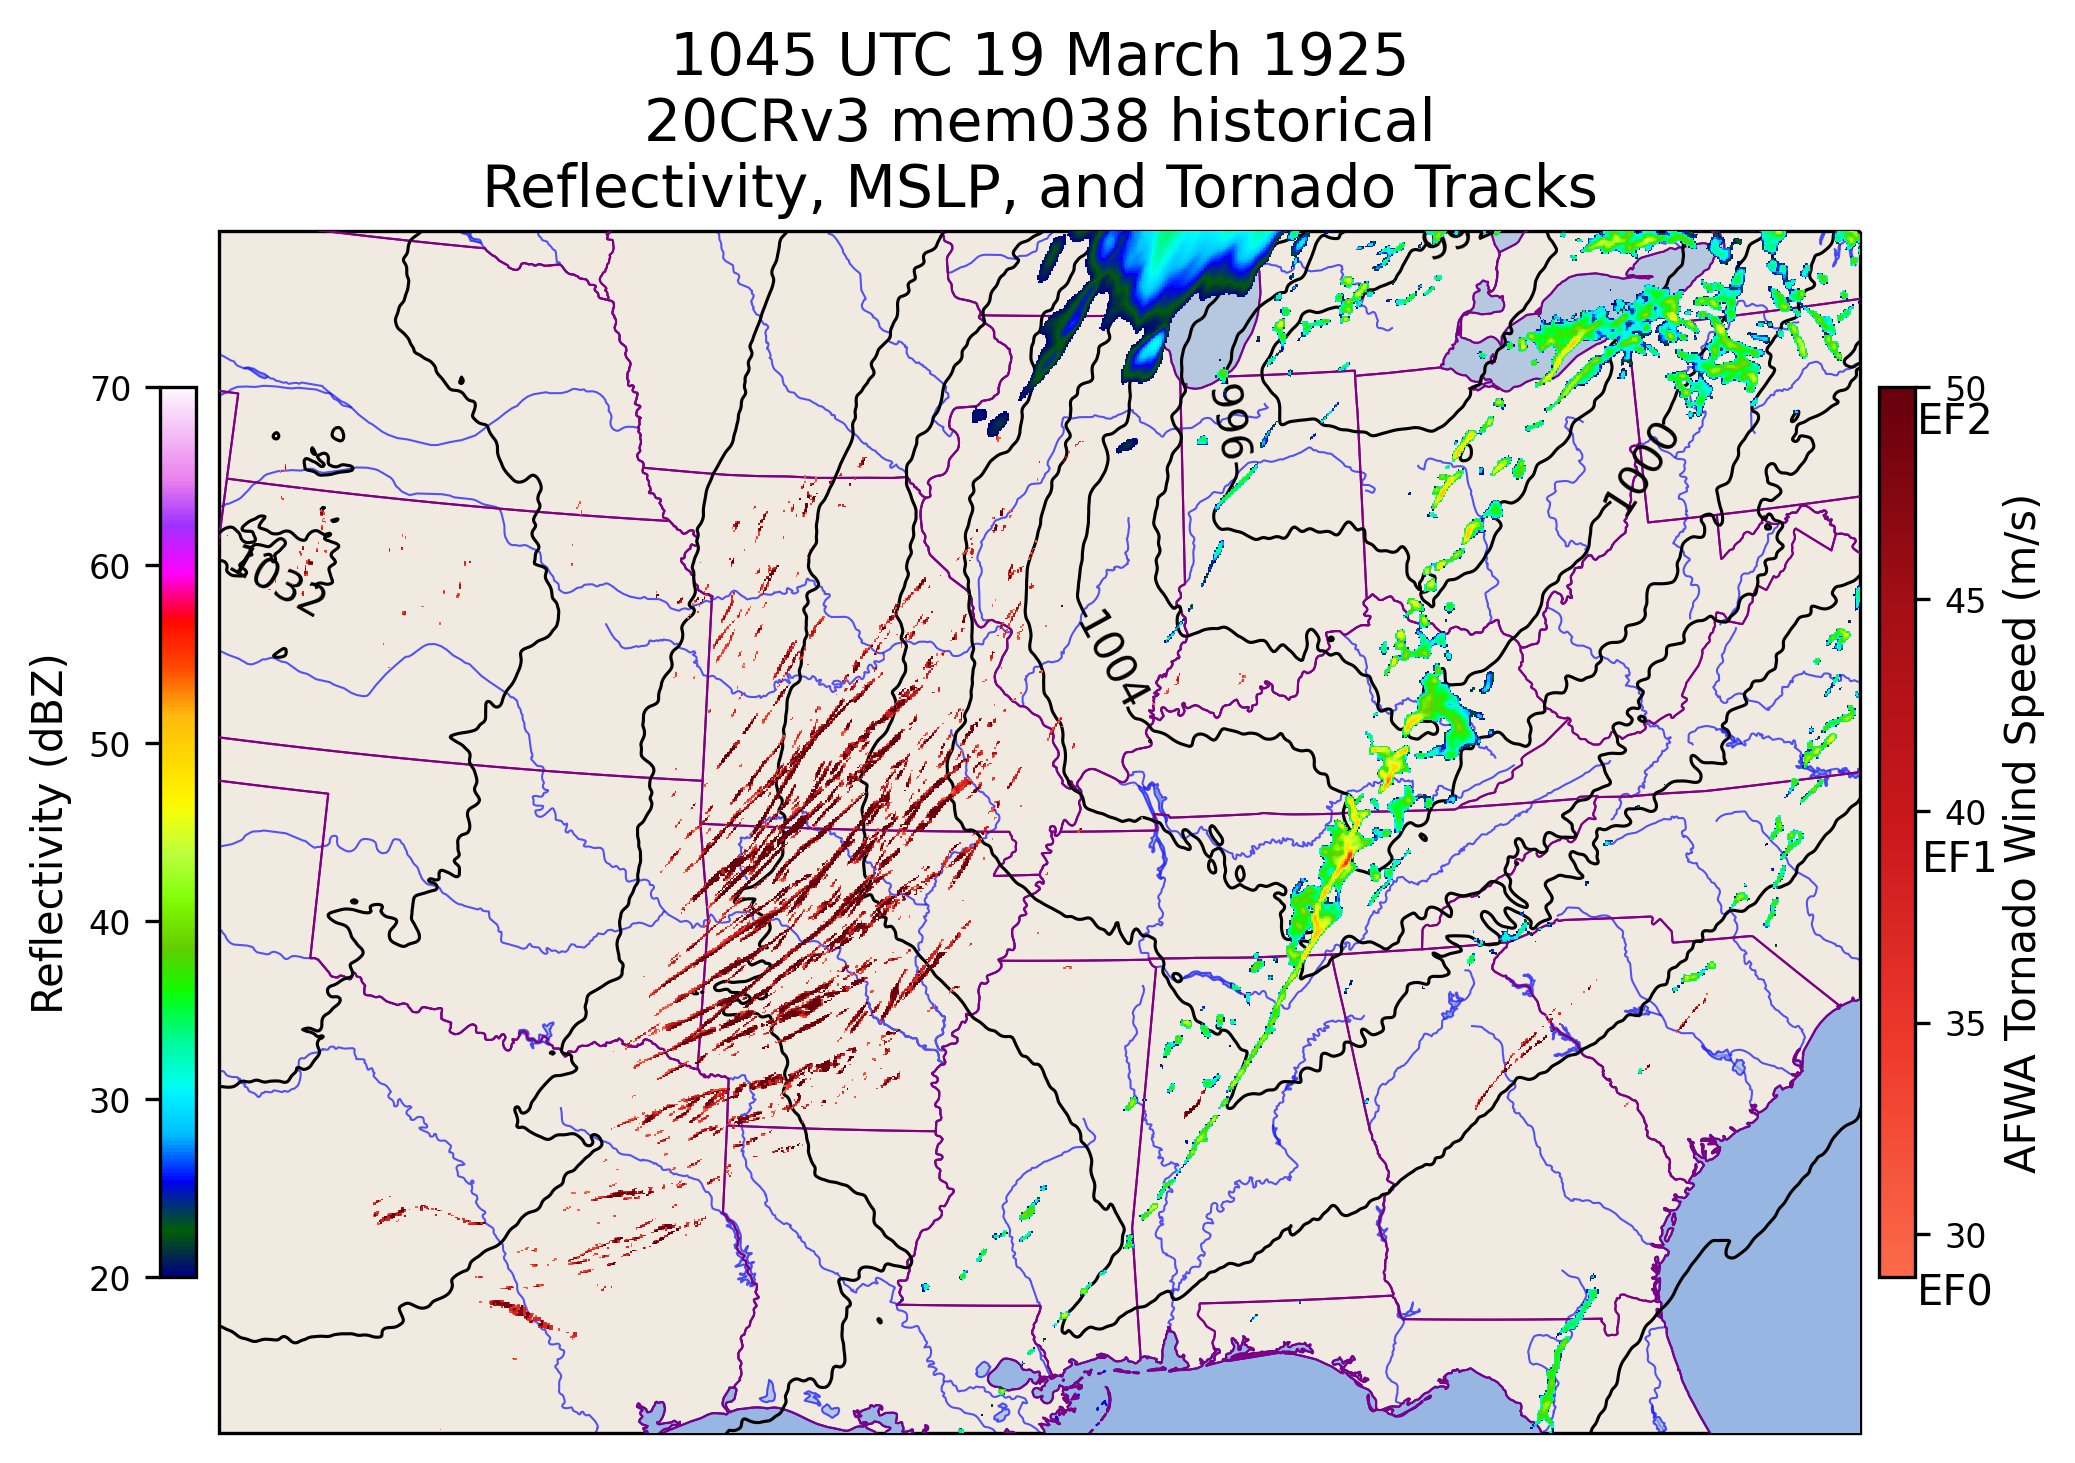 1045 UTC 19 March 1925
20CRv3 mem038 historical
Reflectivity, MSLP, and Tornado Tracks
Reflectivity (dBZ)
70
60
50
40
30
20
1032
1004
996
1000
50
EF2
45
40
EF1
35
30
EF0
AFWA Tornado Wind Speed (m/s)